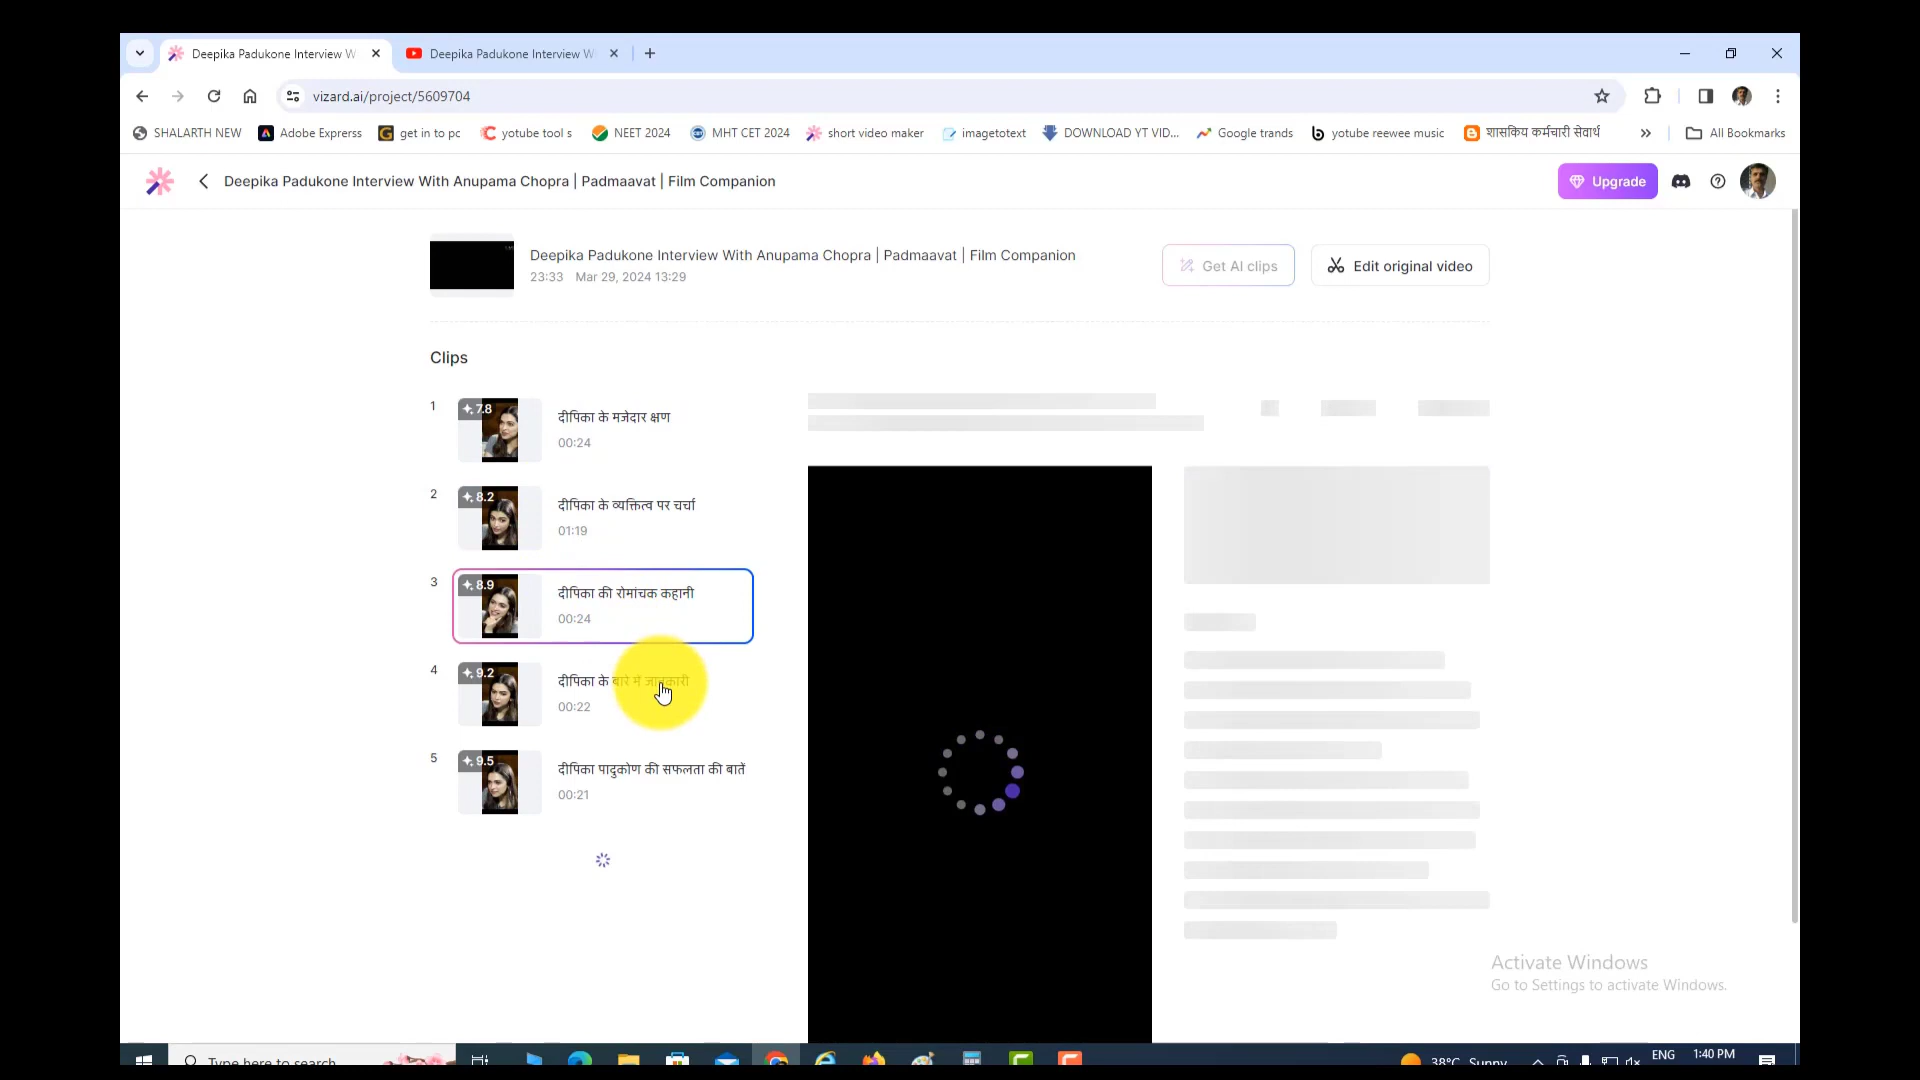 Deepika Padukone Interview W
Deepika Padukone Interview W
vizard.ai/project/5609704
SHALARTH NEW
Adobe Exprerss
get in to pc
yotube tool s
NEET 2024
MHT CET 2024
short video maker
imagetotext
DOWNLOAD YT VID...
Google trands
yotube reewee music
शासकिय कर्मचारी सेवार्थ
All Bookmarks
Deepika Padukone Interview With Anupama Chopra | Padmaavat | Film Companion
Upgrade
Deepika Padukone Interview With Anupama Chopra | Padmaavat | Film Companion
23:33 Mar 29, 2024 13:29
Get AI clips
Edit original video
Clips
1
7.8
दीपिका के मजेदार क्षण
00:24
2
8.2
दीपिका के व्यक्तित्व पर चर्चा
01:19
3
8.9
दीपिका की रोमांचक कहानी
00:24
4
9.2
दीपिका के बारे में जानकारी
00:22
5
9.5
दीपिका पादुकोण की सफलता की बातें
00:21
Activate Windows
Go to Settings to activate Windows.
Type here to search
38°C Sunny
ENG
1:40 PM